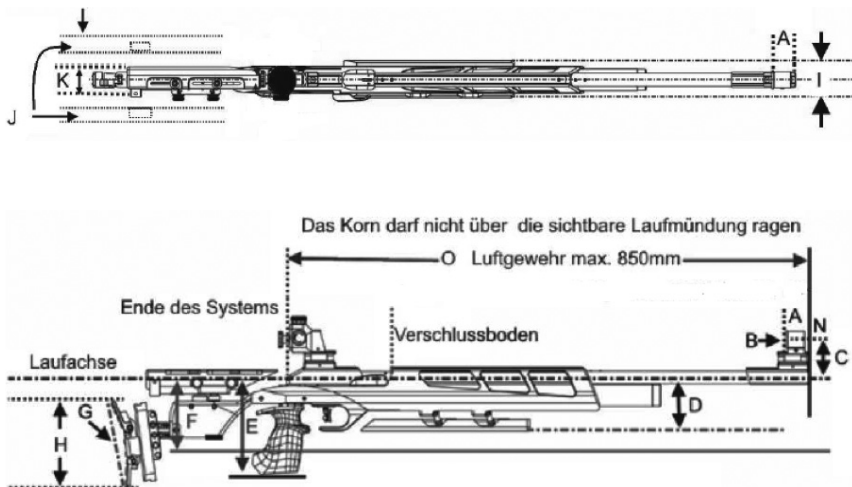 A
K
I
J
Das Korn darf nicht über die sichtbare Laufmündung ragen
O Luftgewehr max. 850mm
Ende des Systems
A
N
Verschlussboden
B
C
Laufachse
G
F
D
H
E